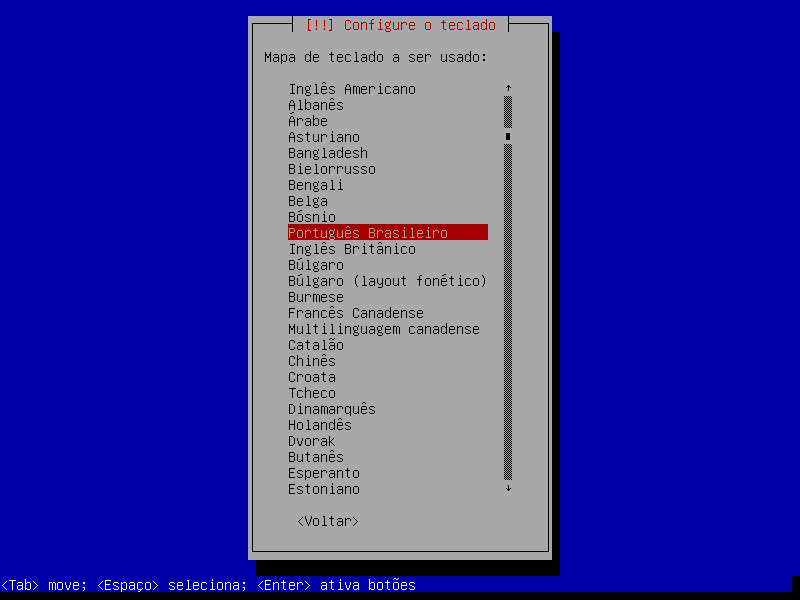 [!!] Configure o teclado
Mapa de teclado a ser usado:
Inglês Americano
Albanês
Árabe
Asturiano
Bangladesh
Bielorrusso
Bengali
Belga
Bósnio
Português Brasileiro
Inglês Britânico
Búlgaro
Búlgaro (layout fonético)
Burmese
Francês Canadense
Multilinguagem canadense
Catalão
Chinês
Croata
Tcheco
Dinamarquês
Holandês
Dvorak
Butanês
Esperanto
Estoniano
<Voltar>
<Tab> move; <Espaço> seleciona; <Enter> ativa botões